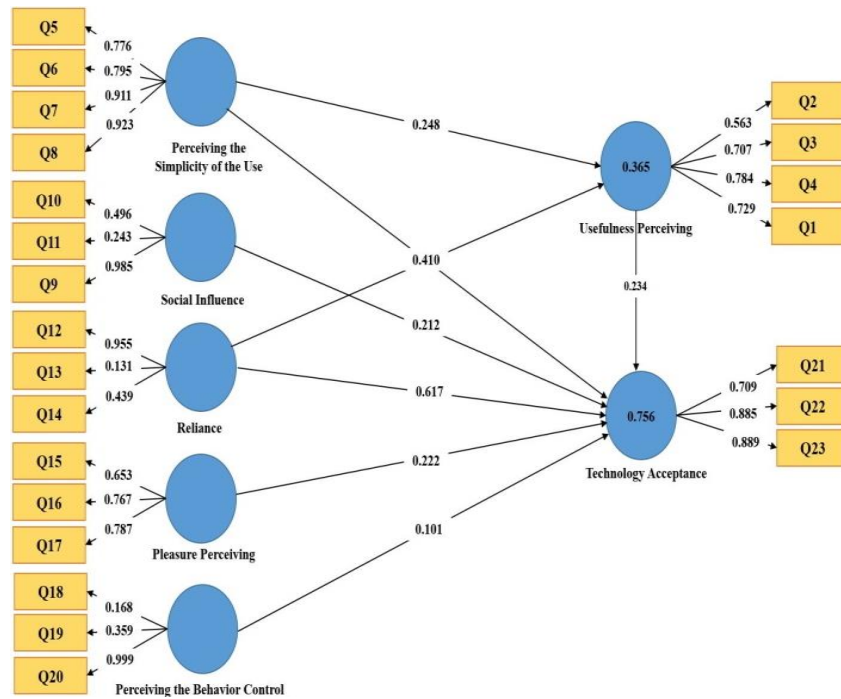 Q5
0.776
Q6
0.795
Q7
0.911
Q8
0.923
Perceiving the
Simplicity of the Use
Q10
0.496
Q11
0.243
Q9
0.985
Social Influence
Q12
0.955
Q13
0.131
Q14
0.439
Reliance
Q15
0.653
Q16
0.767
Q17
0.787
Pleasure Perceiving
Q18
0.168
Q19
0.359
Q20
0.999
Perceiving the Behavior Control
0.248
0.410
0.212
0.617
0.222
0.101
0.365
Usefulness Perceiving
0.234
0.756
Technology Acceptance
0.563
Q2
0.707
Q3
0.784
Q4
0.729
Q1
0.709
Q21
0.885
Q22
0.889
Q23